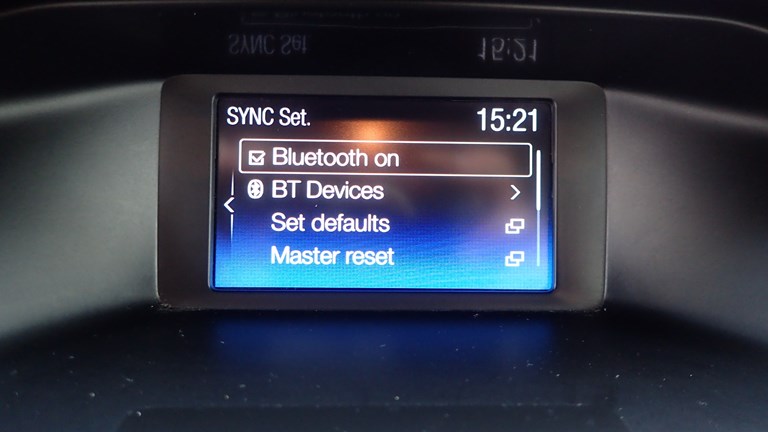 SYNC Set. 15:21
Bluetooth on
BT Devices
Set defaults
Master reset